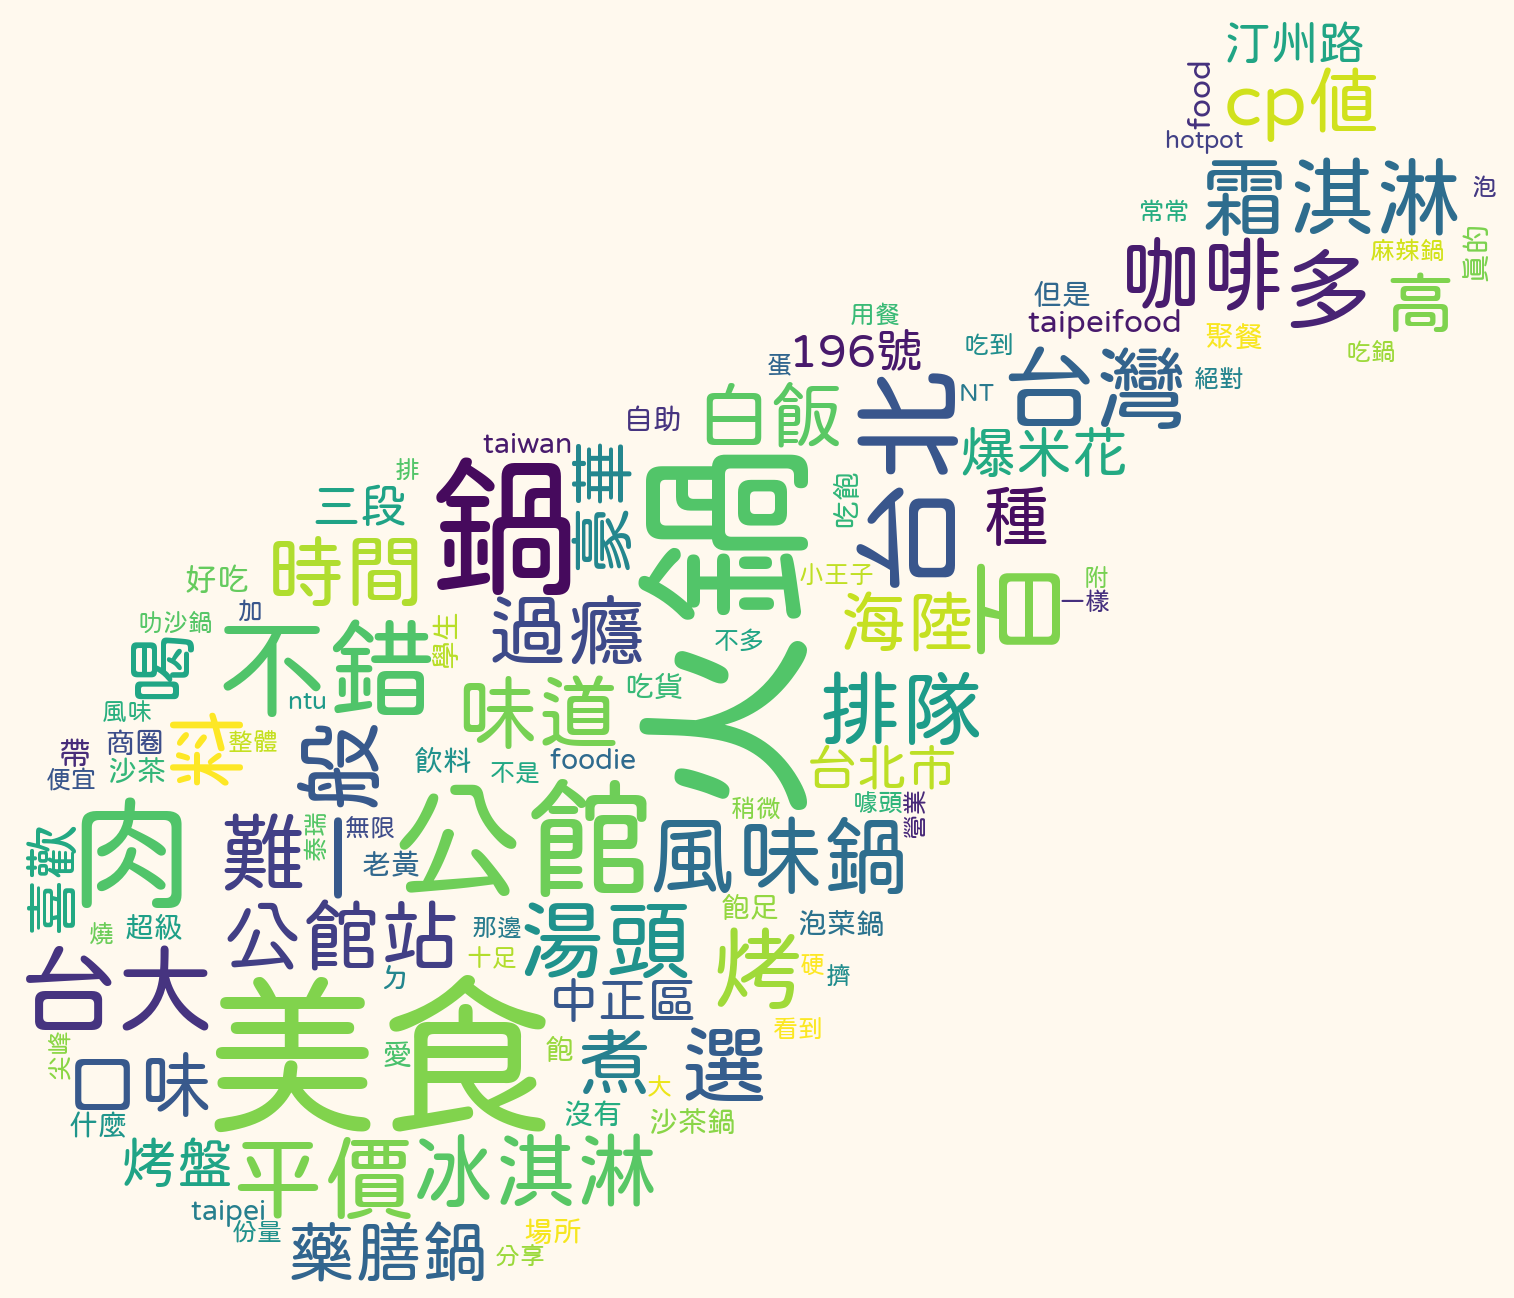 汀州路
food
cp值
hotpot
霜淇淋
泡
常常
咖啡
多
麻辣鍋
真的
高
但是
taipeifood
聚餐
吃鍋
用餐
196號
吃到
台灣
絕對
蛋
NT
自助
白飯
台北
爆米花
taiwan
豪華
火鍋
吃飽
種
排
三段
鍋
時間
好吃
小王子
百
附
一樣
加
叻沙鍋
不錯
學生
過癮
不多
海陸
喝
ntu
味道
吃貨
排隊
風味
菜
整體
帶
商圈
沙茶
便宜
一般
飲料
不是
foodie
台北市
稍微
噱頭
營業
肉
喜歡
難
泰瑞
無限
老黃
公館
風味鍋
燒
超級
公館站
那邊
十足
湯頭
飽足
泡菜鍋
烤
硬
擠
台大
ㄉ
中正區
看到
尖峰
口味
美食
愛
飽
煮
大
選
什麼
沒有
沙茶鍋
烤盤
平價
冰淇淋
taipei
份量
藥膳鍋
場所
分享